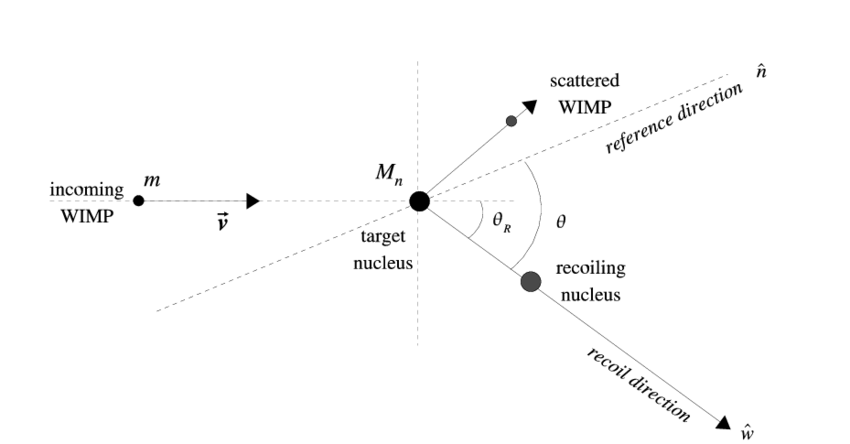 n̂
scattered
WIMP
reference direction
M_n
incoming
WIMP
m
v⃗
θ_R
θ
target
nucleus
recoiling
nucleus
recoil direction
ŵ